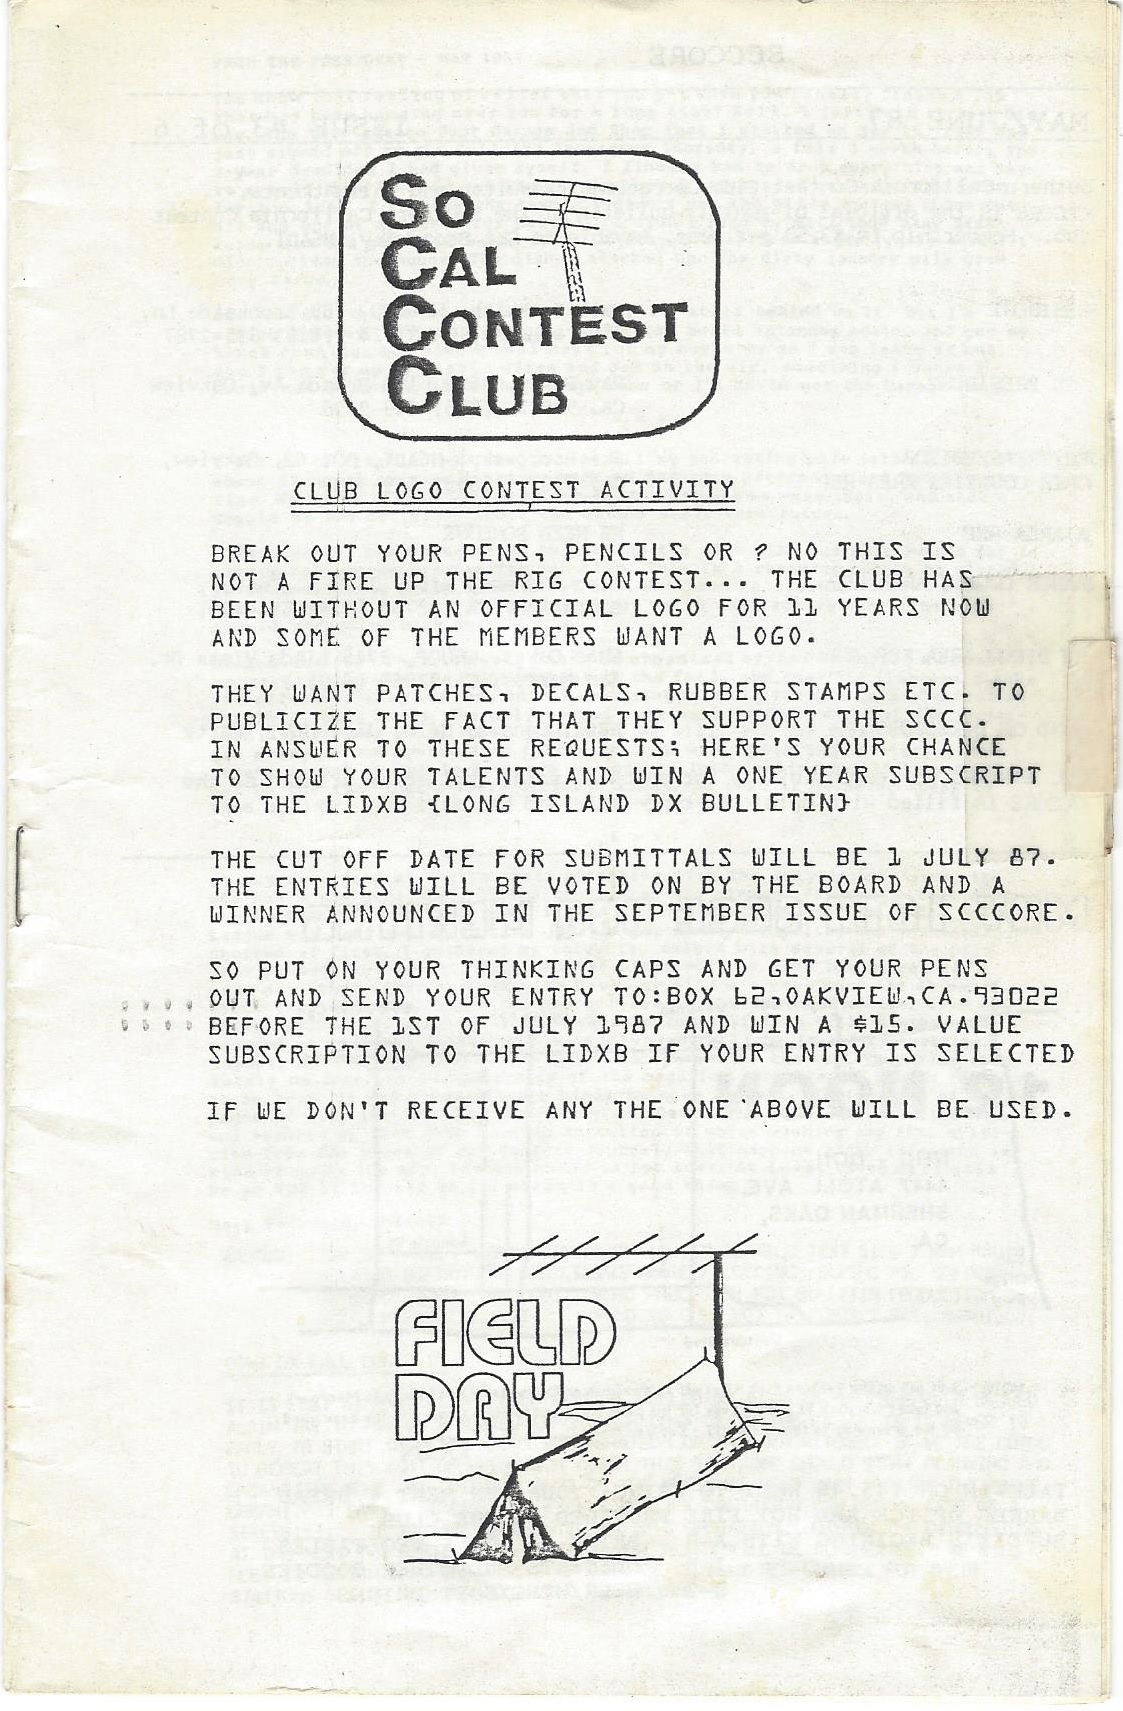 SO
CAL
CONTEST
CLUB
CLUB LOGO CONTEST ACTIVITY
BREAK OUT YOUR PENS, PENCILS OR ? NO THIS IS
NOT A FIRE UP THE RIG CONTEST... THE CLUB HAS
BEEN WITHOUT AN OFFICIAL LOGO FOR 11 YEARS NOW
AND SOME OF THE MEMBERS WANT A LOGO.
THEY WANT PATCHES, DECALS, RUBBER STAMPS ETC. TO
PUBLICIZE THE FACT THAT THEY SUPPORT THE SCCC.
IN ANSWER TO THESE REQUESTS; HERE'S YOUR CHANCE
TO SHOW YOUR TALENTS AND WIN A ONE YEAR SUBSCRIPT
TO THE LIDXB {LONG ISLAND DX BULLETIN}
THE CUT OFF DATE FOR SUBMITTALS WILL BE 1 JULY 87.
THE ENTRIES WILL BE VOTED ON BY THE BOARD AND A
WINNER ANNOUNCED IN THE SEPTEMBER ISSUE OF SCCCORE.
SO PUT ON YOUR THINKING CAPS AND GET YOUR PENS
OUT AND SEND YOUR ENTRY TO:BOX 62,OAKVIEW,CA.93022
BEFORE THE 1ST OF JULY 1987 AND WIN A $15. VALUE
SUBSCRIPTION TO THE LIDXB IF YOUR ENTRY IS SELECTED
IF WE DON'T RECEIVE ANY THE ONE ABOVE WILL BE USED.
FIELD
DAY